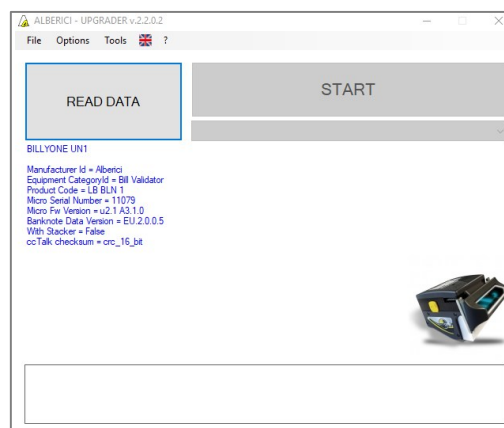 ALBERICI - UPGRADER v.2.2.0.2
File Options Tools ?
READ DATA
START
BILLYONE UN1
Manufacturer Id = Alberici
Equipment CategoryId = Bill Validator
Product Code = LB BLN 1
Micro Serial Number = 11079
Micro Fw Version = u2.1 A3.1.0
Banknote Data Version = EU.2.0.0.5
With Stacker = False
ccTalk checksum = crc_16_bit